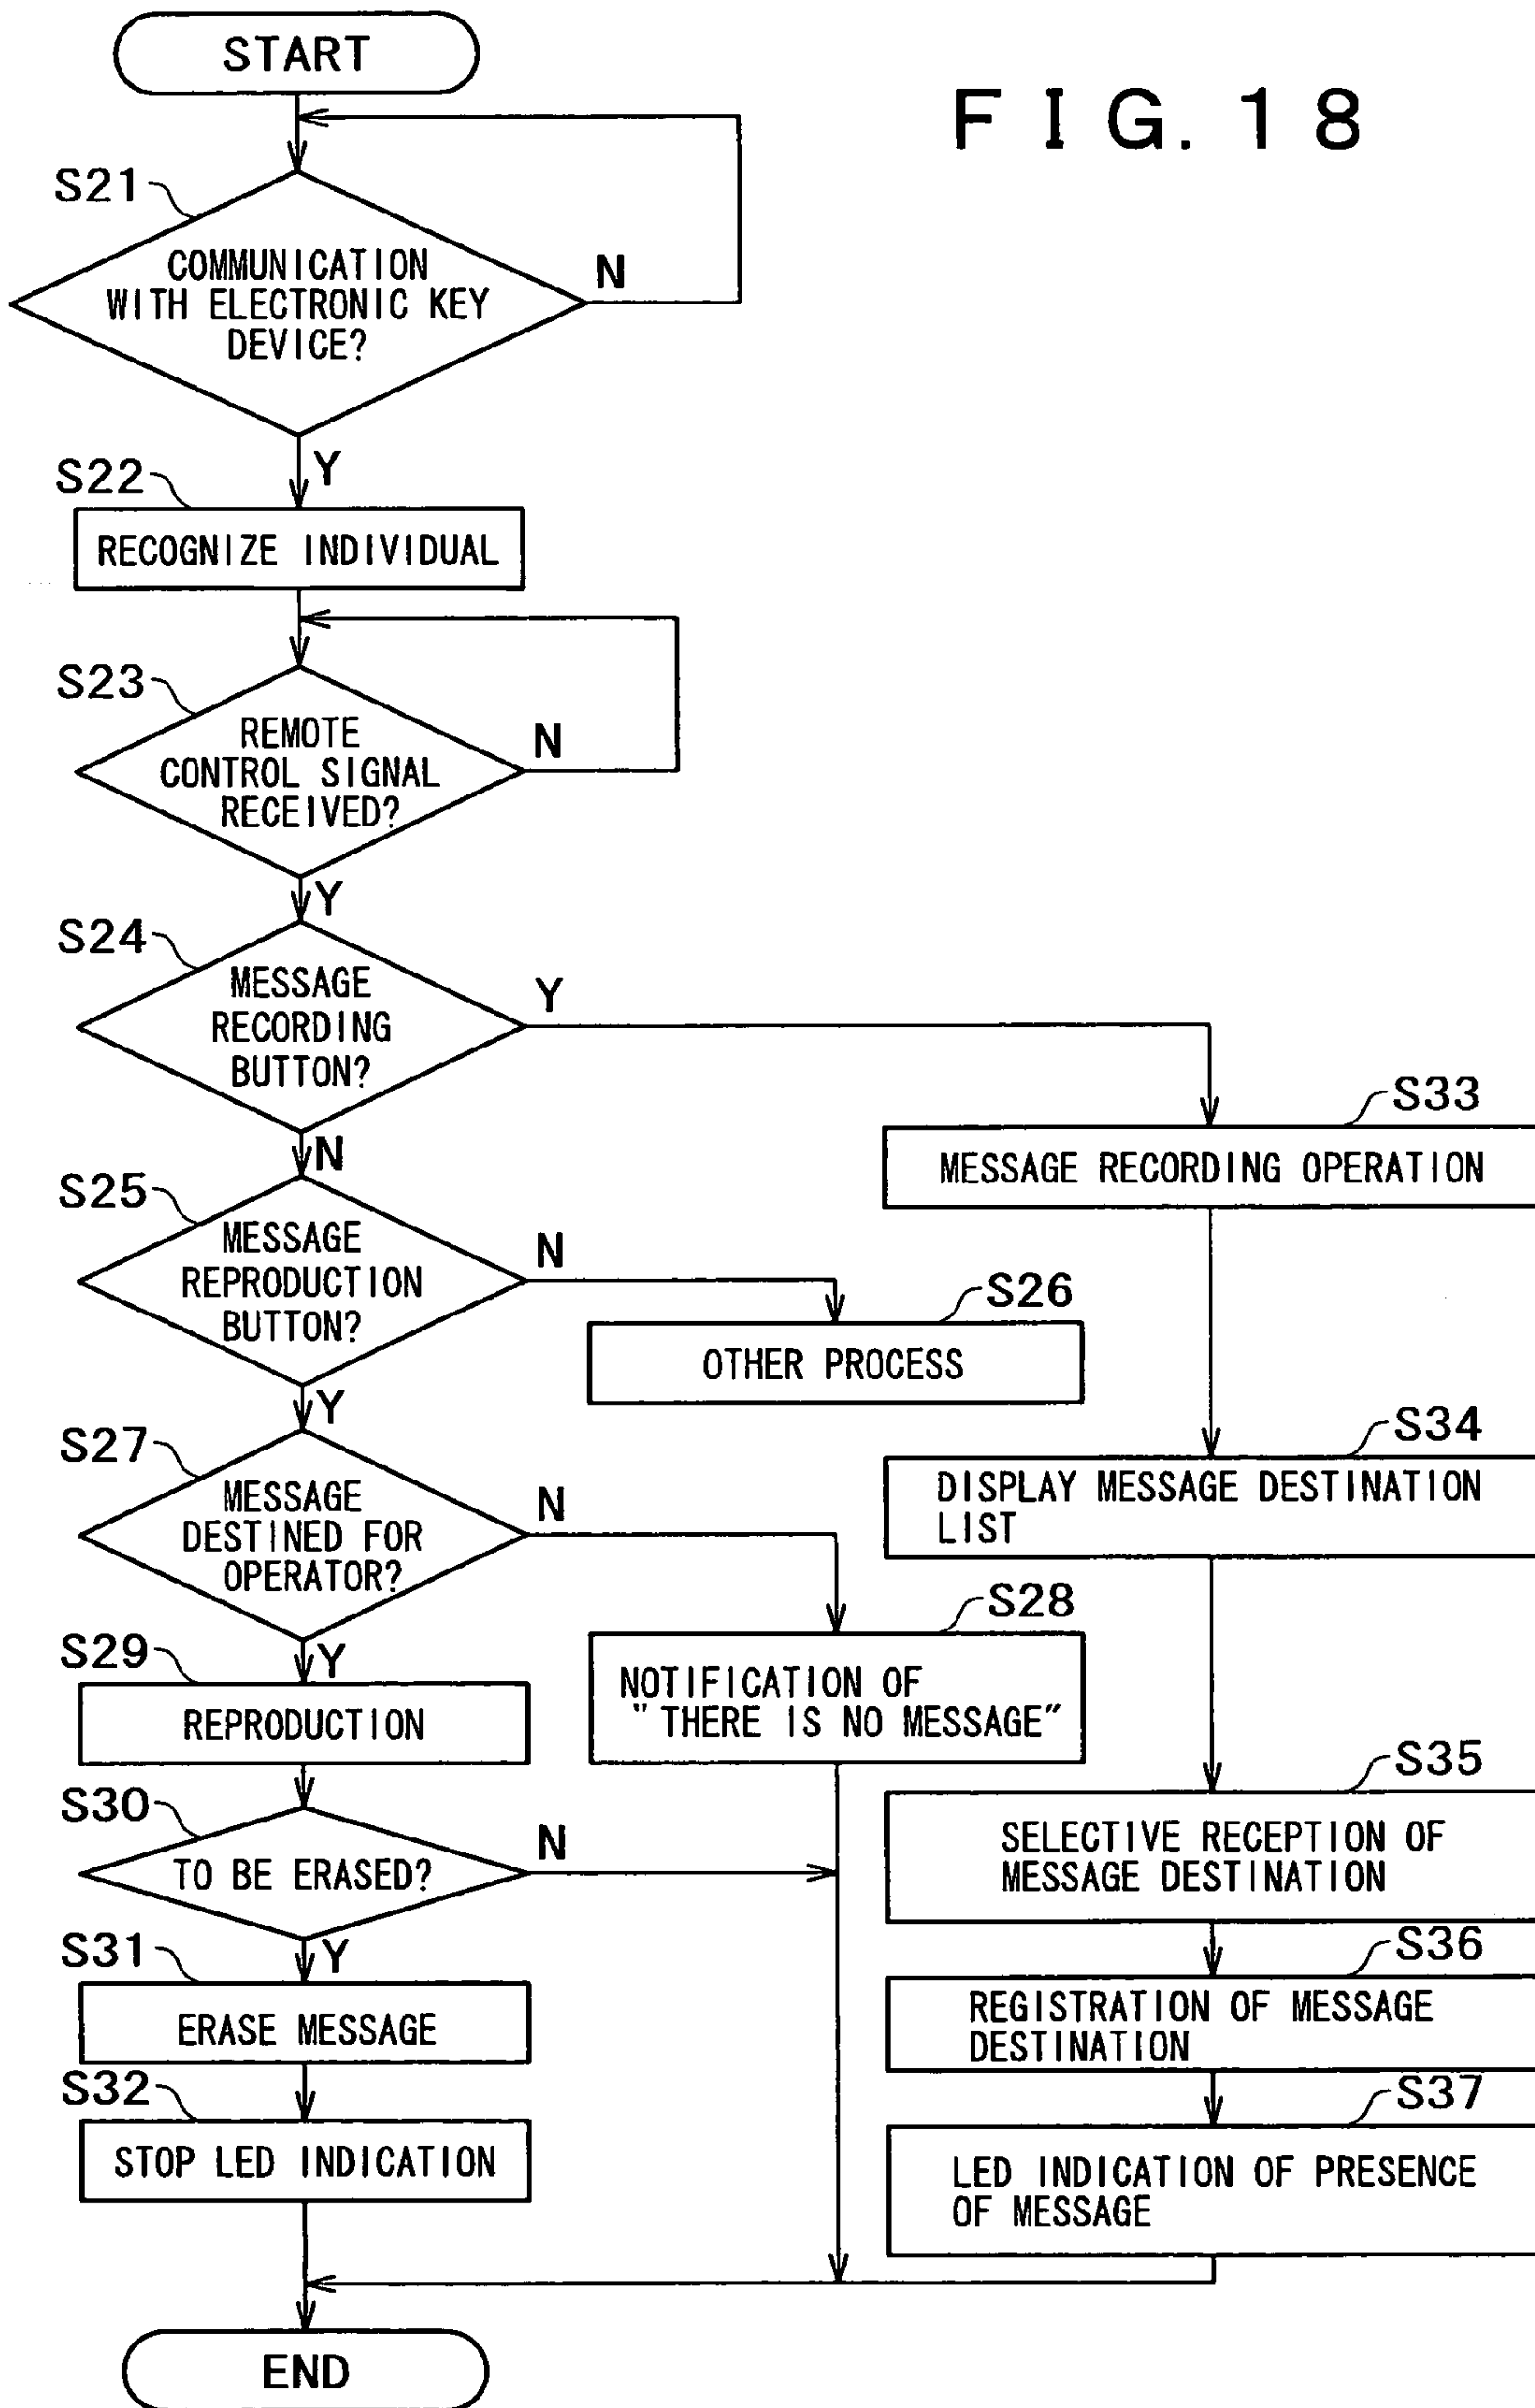 START
FIG. 18
S21
COMMUNICATION
WITH ELECTRONIC KEY
DEVICE?
N
Y
S22
RECOGNIZE INDIVIDUAL
S23
REMOTE
CONTROL SIGNAL
RECEIVED?
N
Y
S24
MESSAGE
RECORDING
BUTTON?
Y
N
S25
MESSAGE
REPRODUCTION
BUTTON?
N
Y
S26
OTHER PROCESS
S27
MESSAGE
DESTINED FOR
OPERATOR?
N
Y
S28
NOTIFICATION OF
"THERE IS NO MESSAGE"
S29
REPRODUCTION
S30
TO BE ERASED?
N
Y
S31
ERASE MESSAGE
S32
STOP LED INDICATION
S33
MESSAGE RECORDING OPERATION
S34
DISPLAY MESSAGE DESTINATION
LIST
S35
SELECTIVE RECEPTION OF
MESSAGE DESTINATION
S36
REGISTRATION OF MESSAGE
DESTINATION
S37
LED INDICATION OF PRESENCE
OF MESSAGE
END